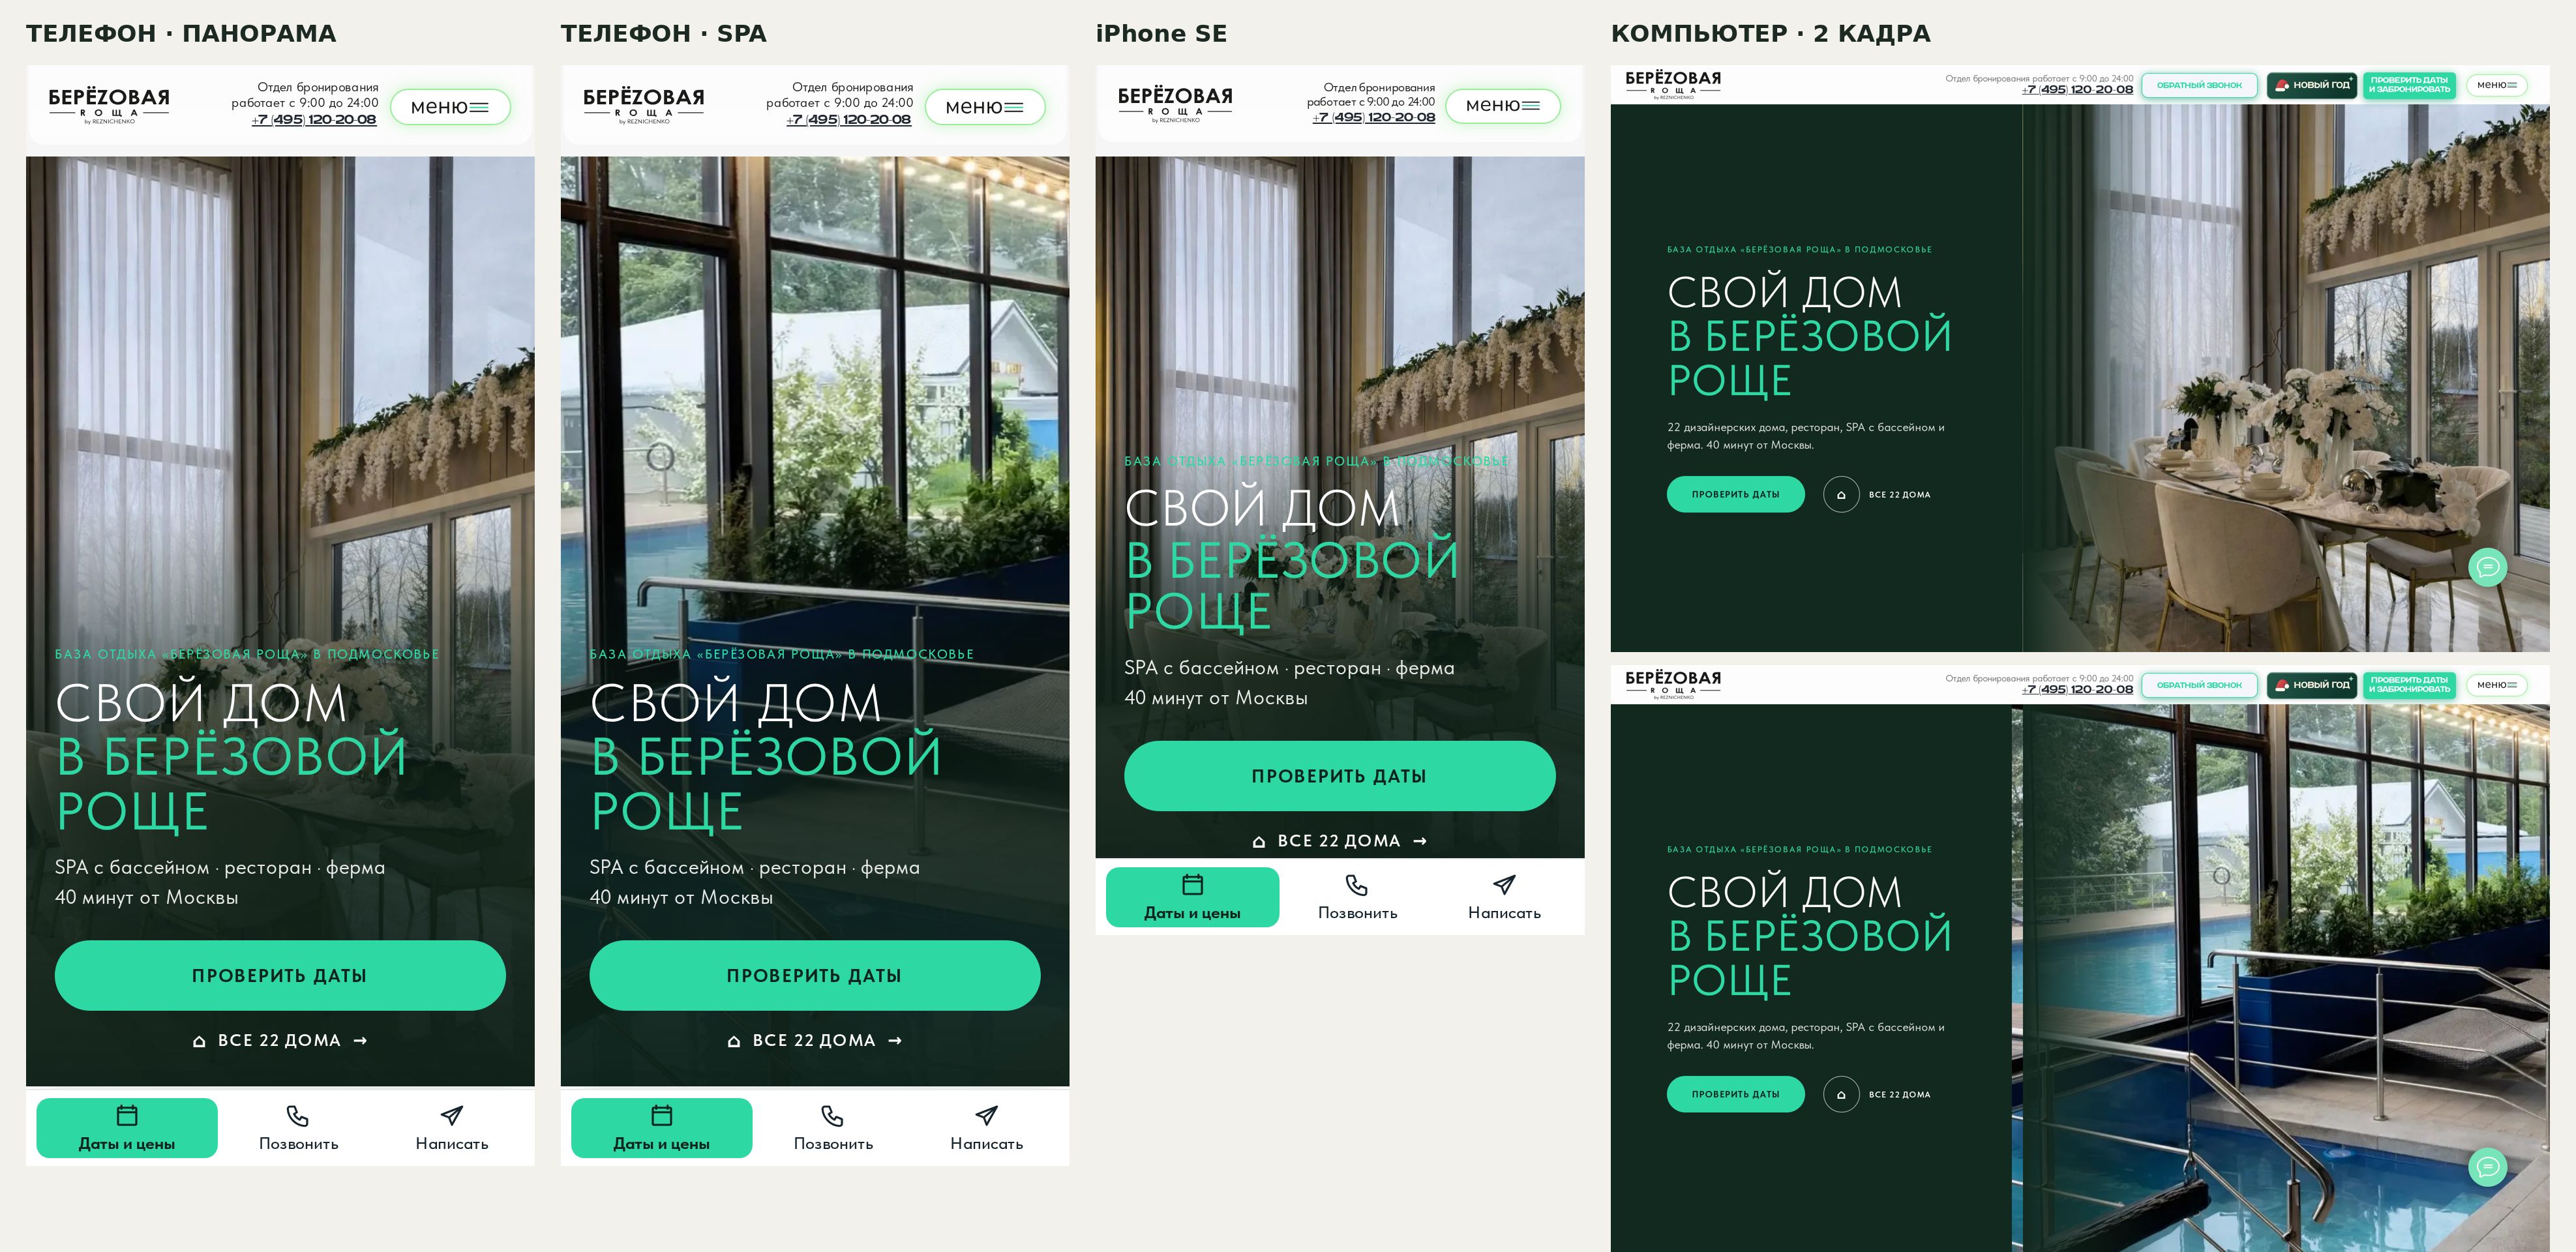 ТЕЛЕФОН · ПАНОРАМА
БЕРЁЗОВАЯ
РОЩА
by REZNICHENKO
Отдел бронирования
работает с 9:00 до 24:00
+7 (495) 120-20-08
меню
БАЗА ОТДЫХА «БЕРЁЗОВАЯ РОЩА» В ПОДМОСКОВЬЕ
СВОЙ ДОМ
В БЕРЁЗОВОЙ
РОЩЕ
SPA с бассейном · ресторан · ферма
40 минут от Москвы
ПРОВЕРИТЬ ДАТЫ
ВСЕ 22 ДОМА →
Даты и цены
Позвонить
Написать
ТЕЛЕФОН · SPA
БЕРЁЗОВАЯ
РОЩА
by REZNICHENKO
Отдел бронирования
работает с 9:00 до 24:00
+7 (495) 120-20-08
меню
БАЗА ОТДЫХА «БЕРЁЗОВАЯ РОЩА» В ПОДМОСКОВЬЕ
СВОЙ ДОМ
В БЕРЁЗОВОЙ
РОЩЕ
SPA с бассейном · ресторан · ферма
40 минут от Москвы
ПРОВЕРИТЬ ДАТЫ
ВСЕ 22 ДОМА →
Даты и цены
Позвонить
Написать
iPhone SE
БЕРЁZОВАЯ
РОЩА
by REZNICHENKO
Отдел бронирования
работает с 9:00 до 24:00
+7 (495) 120-20-08
меню
БАЗА ОТДЫХА «БЕРЁЗОВАЯ РОЩА» В ПОДМОСКОВЬЕ
СВОЙ ДОМ
В БЕРЁЗОВОЙ
РОЩЕ
SPA с бассейном · ресторан · ферма
40 минут от Москвы
ПРОВЕРИТЬ ДАТЫ
ВСЕ 22 ДОМА →
Даты и цены
Позвонить
Написать
КОМПЬЮТЕР · 2 КАДРА
БЕРЁZОВАЯ
РОЩА
by REZNICHENKO
Отдел бронирования работает с 9:00 до 24:00
+7 (495) 120-20-08
ОБРАТНЫЙ ЗВОНОК
НОВЫЙ ГОД
ПРОВЕРИТЬ ДАТЫ
И ЗАБРОНИРОВАТЬ
меню
БАЗА ОТДЫХА «БЕРЁЗОВАЯ РОЩА» В ПОДМОСКОВЬЕ
СВОЙ ДОМ
В БЕРЁЗОВОЙ
РОЩЕ
22 дизайнерских дома, ресторан, SPA с бассейном и
ферма. 40 минут от Москвы.
ПРОВЕРИТЬ ДАТЫ
ВСЕ 22 ДОМА
БЕРЁZОВАЯ
РОЩА
by REZNICHENKO
Отдел бронирования работает с 9:00 до 24:00
+7 (495) 120-20-08
ОБРАТНЫЙ ЗВОНОК
НОВЫЙ ГОД
ПРОВЕРИТЬ ДАТЫ
И ЗАБРОНИРОВАТЬ
меню
БАЗА ОТДЫХА «БЕРЁЗОВАЯ РОЩА» В ПОДМОСКОВЬЕ
СВОЙ ДОМ
В БЕРЁЗОВОЙ
РОЩЕ
22 дизайнерских дома, ресторан, SPA с бассейном и
ферма. 40 минут от Москвы.
ПРОВЕРИТЬ ДАТЫ
ВСЕ 22 ДОМА